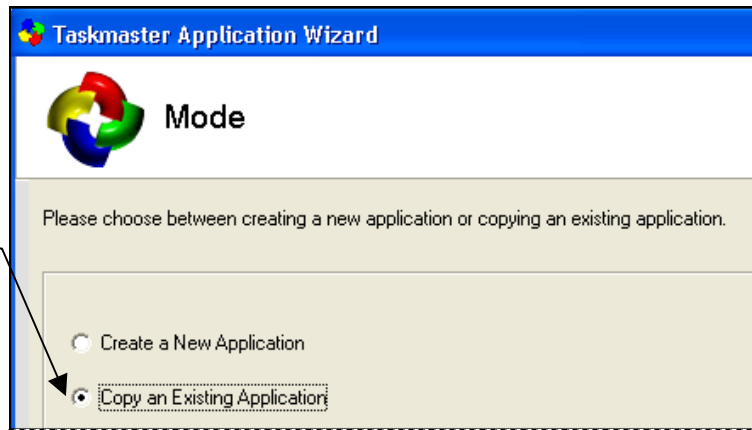 Taskmaster Application Wizard
Mode
Please choose between creating a new application or copying an existing application.
Create a New Application
Copy an Existing Application